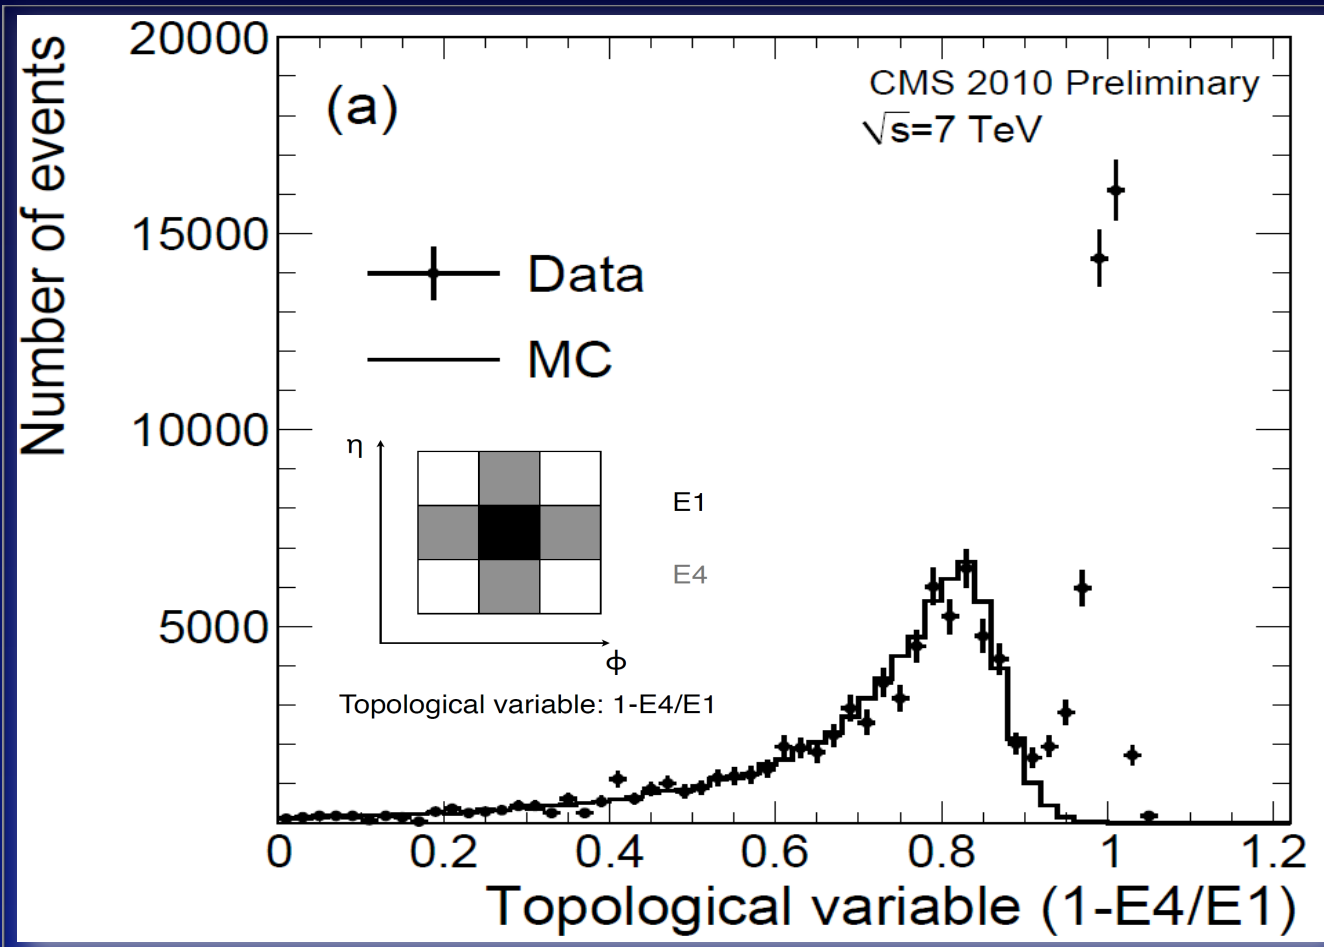 Number of events
20000
15000
10000
5000
(a)
CMS 2010 Preliminary
√s=7 TeV
Data
MC
η
E1
E4
ϕ
Topological variable: 1-E4/E1
0 0.2 0.4 0.6 0.8 1 1.2
Topological variable (1-E4/E1)